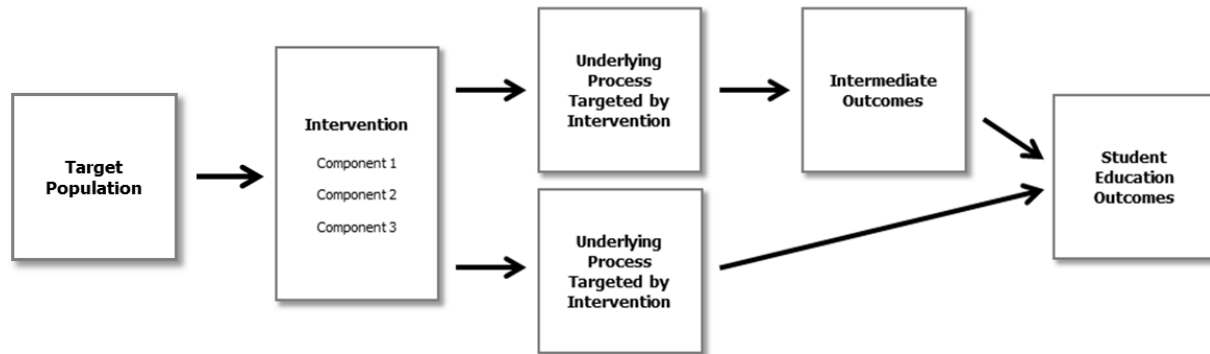 Target
Population
Intervention
Component 1
Component 2
Component 3
Underlying
Process
Targeted by
Intervention
Intermediate
Outcomes
Underlying
Process
Targeted by
Intervention
Student
Education
Outcomes